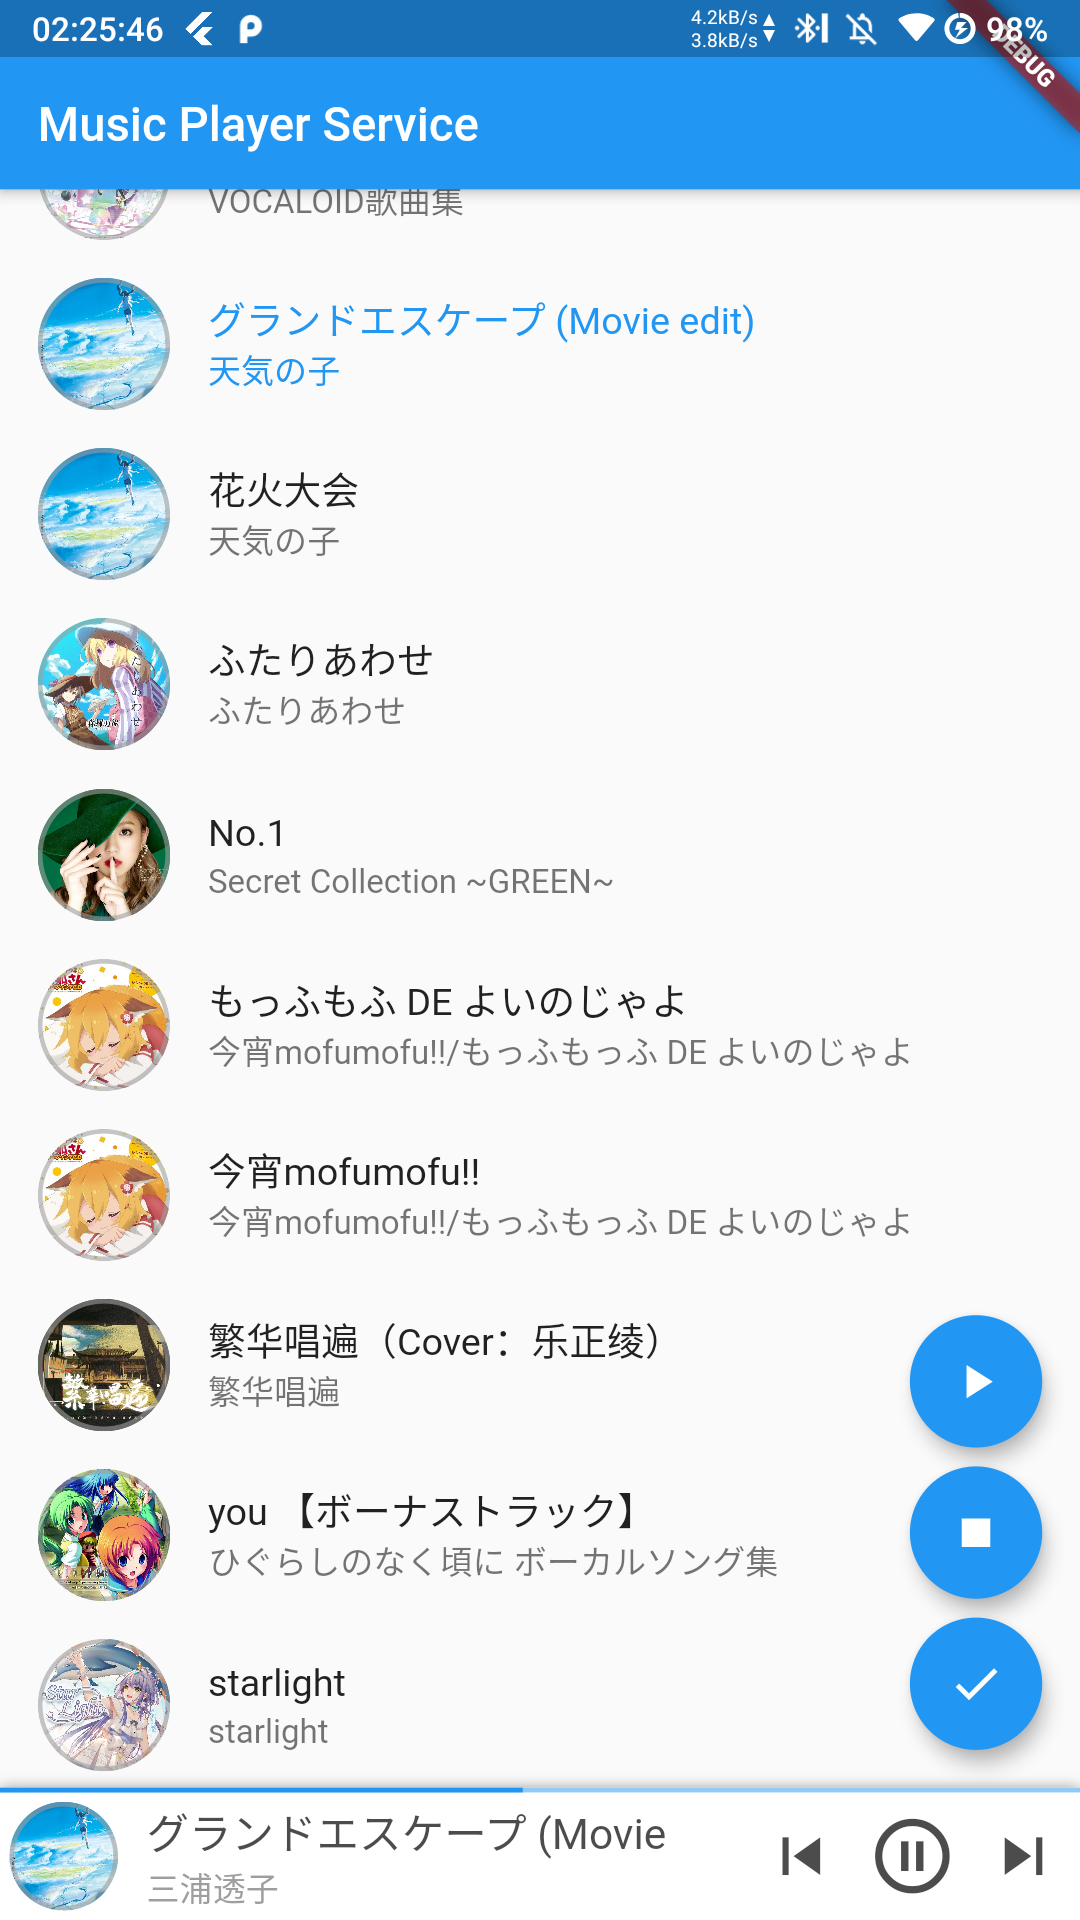 02:25:46
4.2kB/s
3.8kB/s
98%
DEBUG
Music Player Service
VOCALOID歌曲集
グランドエスケープ (Movie edit)
天気の子
花火大会
天気の子
ふたりあわせ
ふたりあわせ
No.1
Secret Collection ~GREEN~
もっふもふ DE よいのじゃよ
今宵mofumofu!!/もっふもっふ DE よいのじゃよ
今宵mofumofu!!
今宵mofumofu!!/もっふもっふ DE よいのじゃよ
繁华唱遍（Cover：乐正绫）
繁华唱遍
you 【ボーナストラック】
ひぐらしのなく頃に ボーカルソング集
starlight
starlight
グランドエスケープ (Movie
三浦透子